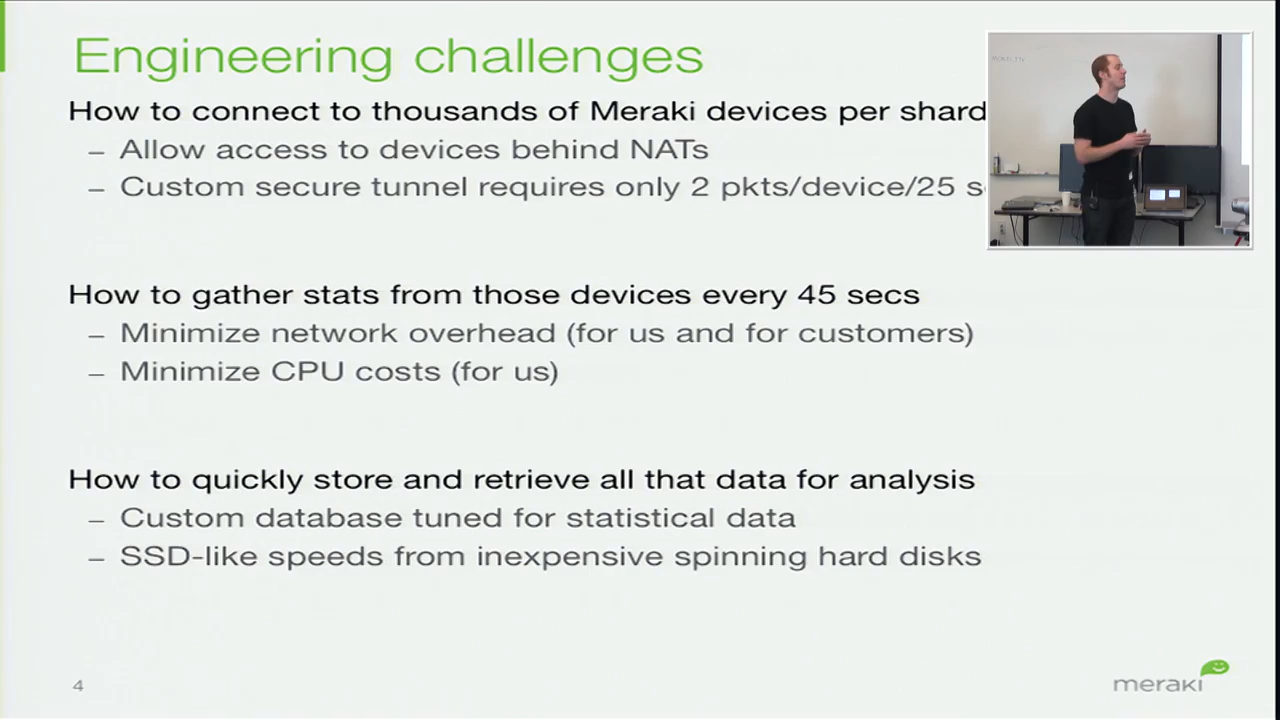 Engineering challenges
How to connect to thousands of Meraki devices per shard
– Allow access to devices behind NATs
– Custom secure tunnel requires only 2 pkts/device/25
How to gather stats from those devices every 45 secs
– Minimize network overhead (for us and for customers)
– Minimize CPU costs (for us)
How to quickly store and retrieve all that data for analysis
– Custom database tuned for statistical data
– SSD-like speeds from inexpensive spinning hard disks
4
meraki